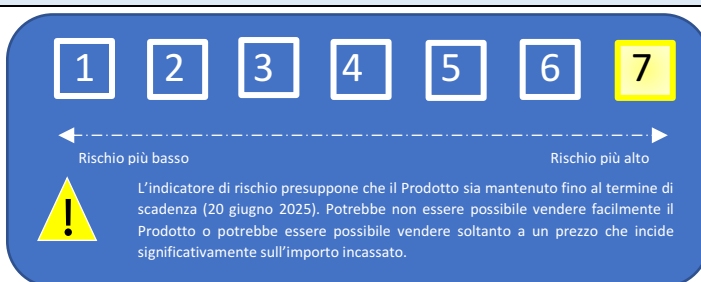 1 2 3 4 5 6 7
Rischio più basso Rischio più alto
!
L'indicatore di rischio presuppone che il Prodotto sia mantenuto fino al termine di
scadenza (20 giugno 2025). Potrebbe non essere possibile vendere facilmente il
Prodotto o potrebbe essere possibile vendere soltanto a un prezzo che incide
significativamente sull'importo incassato.